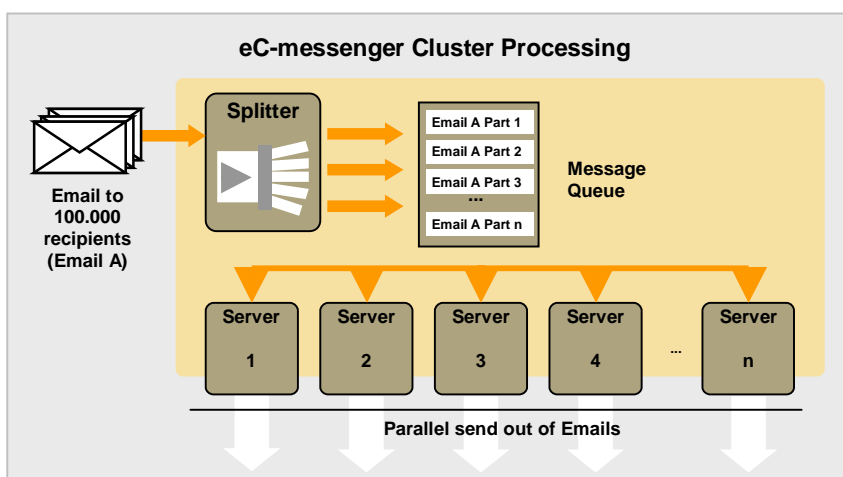 eC-messenger Cluster Processing
Splitter
Email A Part 1
Email A Part 2
Email A Part 3
...
Email A Part n
Message
Queue
Email to
100.000
recipients
(Email A)
Server
1
Server
2
Server
3
Server
4
...
Server
n
Parallel send out of Emails